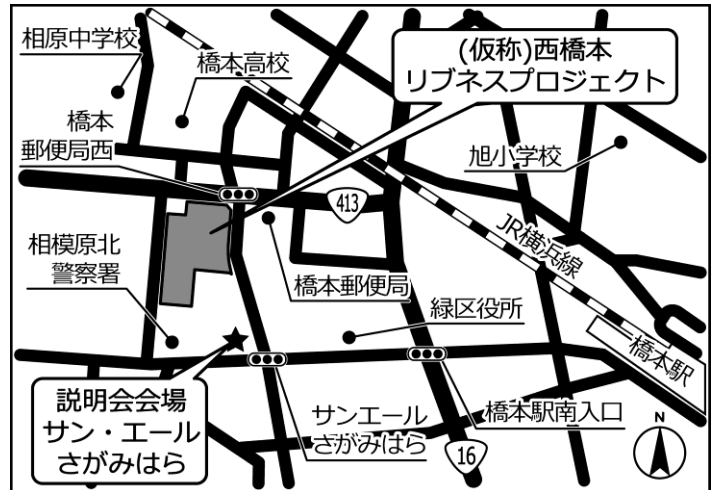 相原中学校
橋本高校
(仮称)西橋本
リブネスプロジェクト
橋本
郵便局西
旭小学校
413
JR横浜線
相模原北
警察署
橋本郵便局
緑区役所
橋本駅
説明会会場
サン・エール
さがみはら
サンエール
さがみはら
橋本駅南入口
16
N